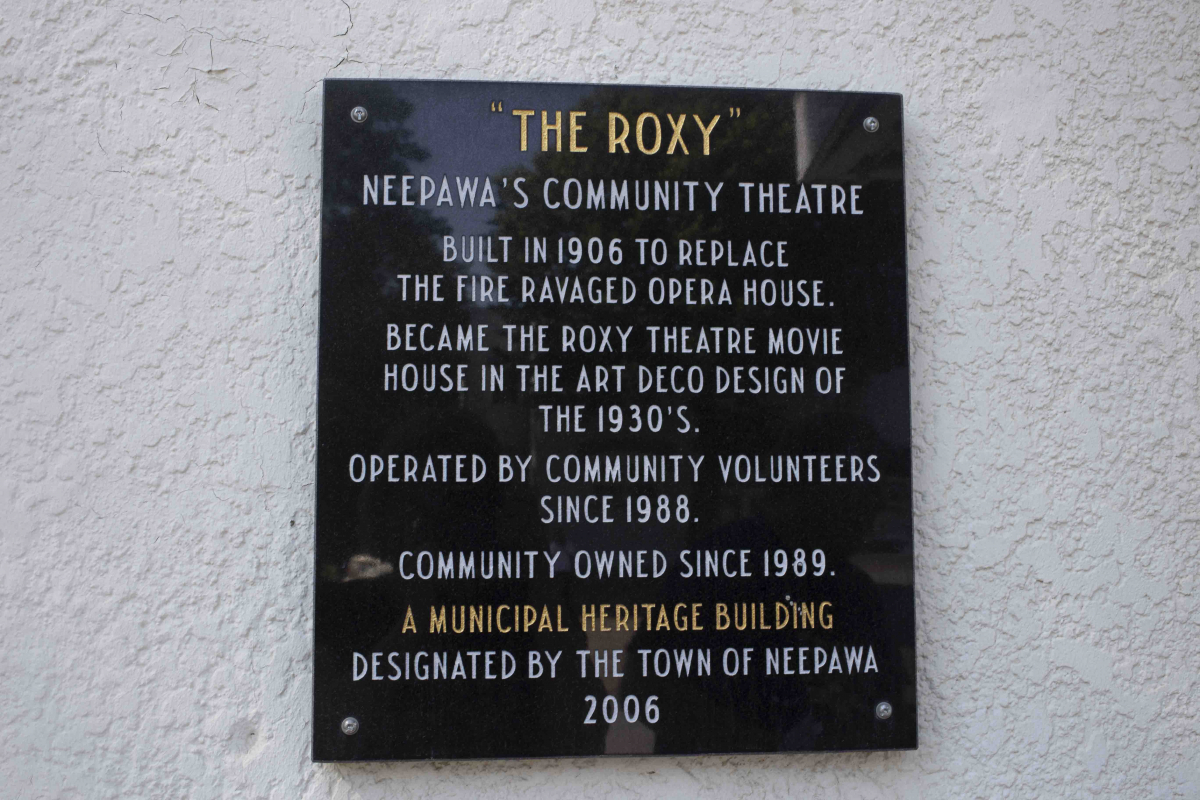 “THE ROXY”
NEEPAWA'S COMMUNITY THEATRE
BUILT IN 1906 TO REPLACE
THE FIRE RAVAGED OPERA HOUSE.
BECAME THE ROXY THEATRE MOVIE
HOUSE IN THE ART DECO DESIGN OF
THE 1930'S.
OPERATED BY COMMUNITY VOLUNTEERS
SINCE 1988.
COMMUNITY OWNED SINCE 1989.
A MUNICIPAL HERITAGE BUILDING
DESIGNATED BY THE TOWN OF NEEPAWA
2006